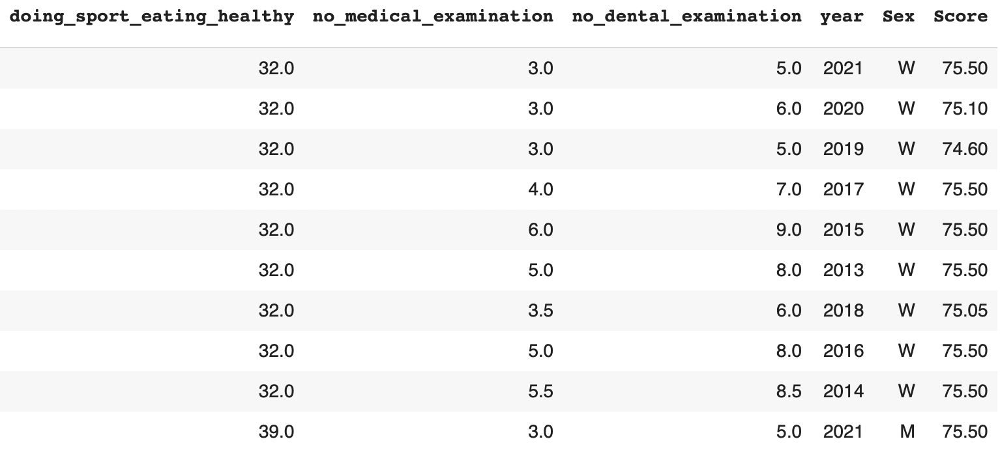 doing_sport_eating_healthy no_medical_examination no_dental_examination year Sex Score
32.0 3.0 5.0 2021 W 75.50
32.0 3.0 6.0 2020 W 75.10
32.0 3.0 5.0 2019 W 74.60
32.0 4.0 7.0 2017 W 75.50
32.0 6.0 9.0 2015 W 75.50
32.0 5.0 8.0 2013 W 75.50
32.0 3.5 6.0 2018 W 75.05
32.0 5.0 8.0 2016 W 75.50
32.0 5.5 8.5 2014 W 75.50
39.0 3.0 5.0 2021 M 75.50